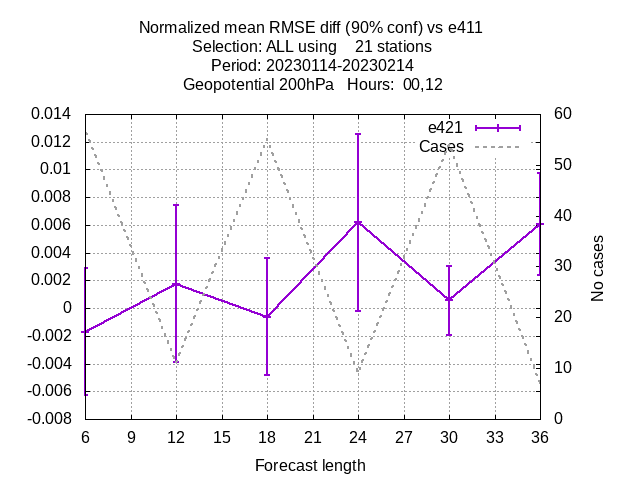 Normalized mean RMSE diff (90% conf) vs e411
Selection: ALL using    21 stations
Period: 20230114-20230214
Geopotential 200hPa   Hours:  00,12
0.014
0.012
0.01
0.008
0.006
0.004
0.002
0
-0.002
-0.004
-0.006
-0.008
60
50
40
30
20
10
0
e421
Cases
No cases
6 9 12 15 18 21 24 27 30 33 36
Forecast length